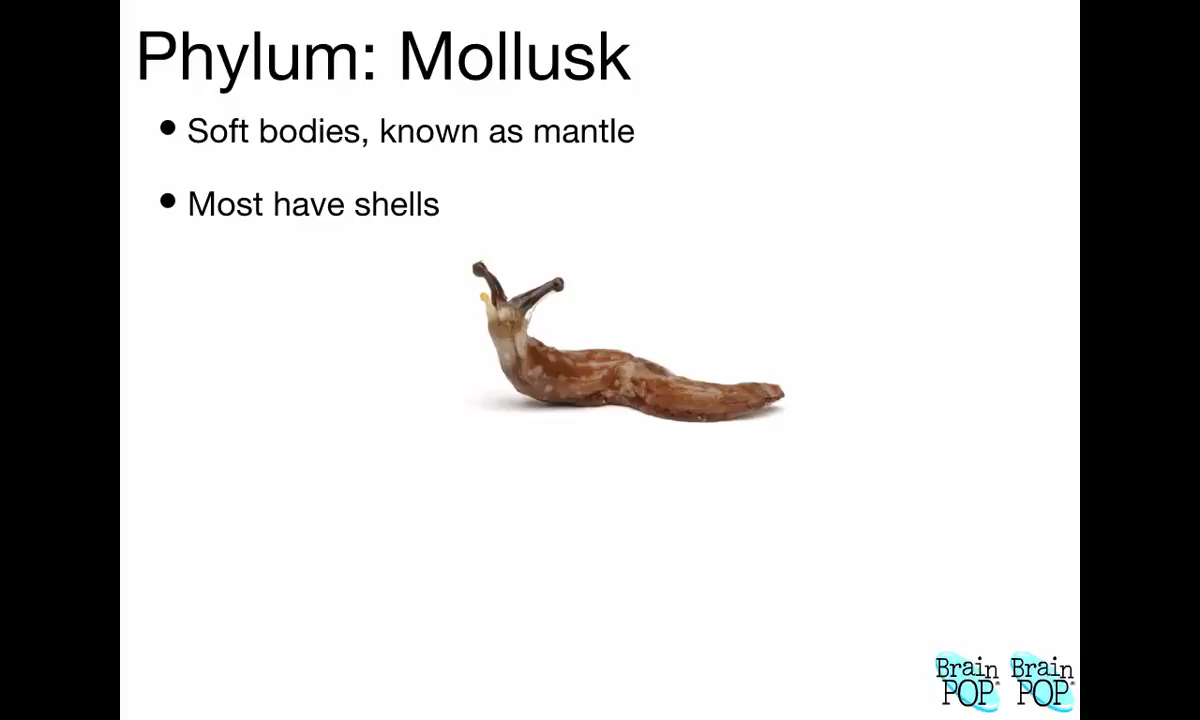 Phylum: Mollusk
• Soft bodies, known as mantle
• Most have shells
Brain POP®
Brain POP®